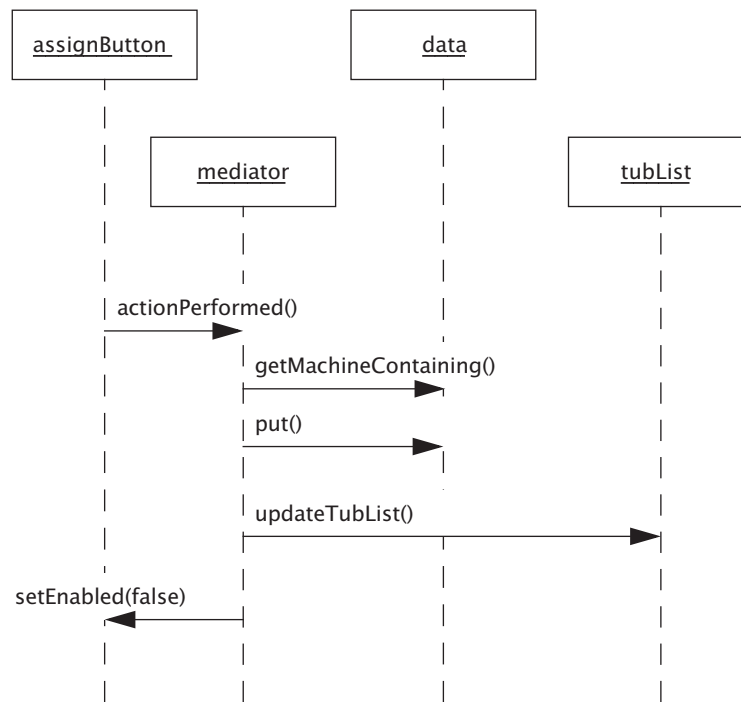 assignButton
data
mediator
tubList
actionPerformed()
getMachineContaining()
put()
updateTubList()
setEnabled(false)